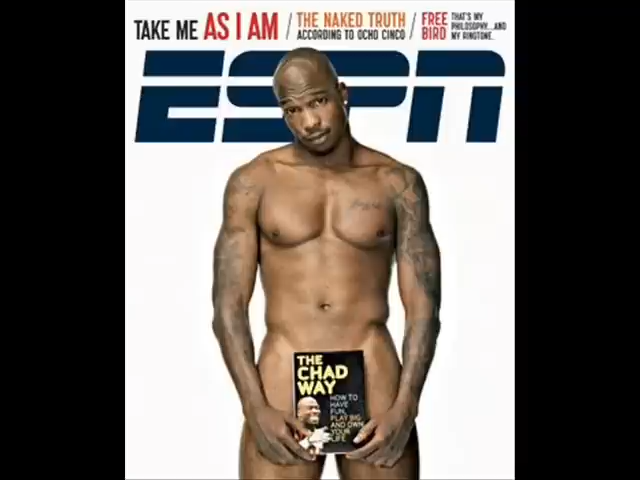 TAKE ME AS I AM / THE NAKED TRUTH ACCORDING TO OCHO CINCO / FREE BIRD THAT'S MY PHILOSOPHY...AND MY RINGTONE.
ESPN
THE
CHAD
WAY
HOW TO
HAVE
FUN,
PLAY BIG
AND OWN
YOUR
LIFE